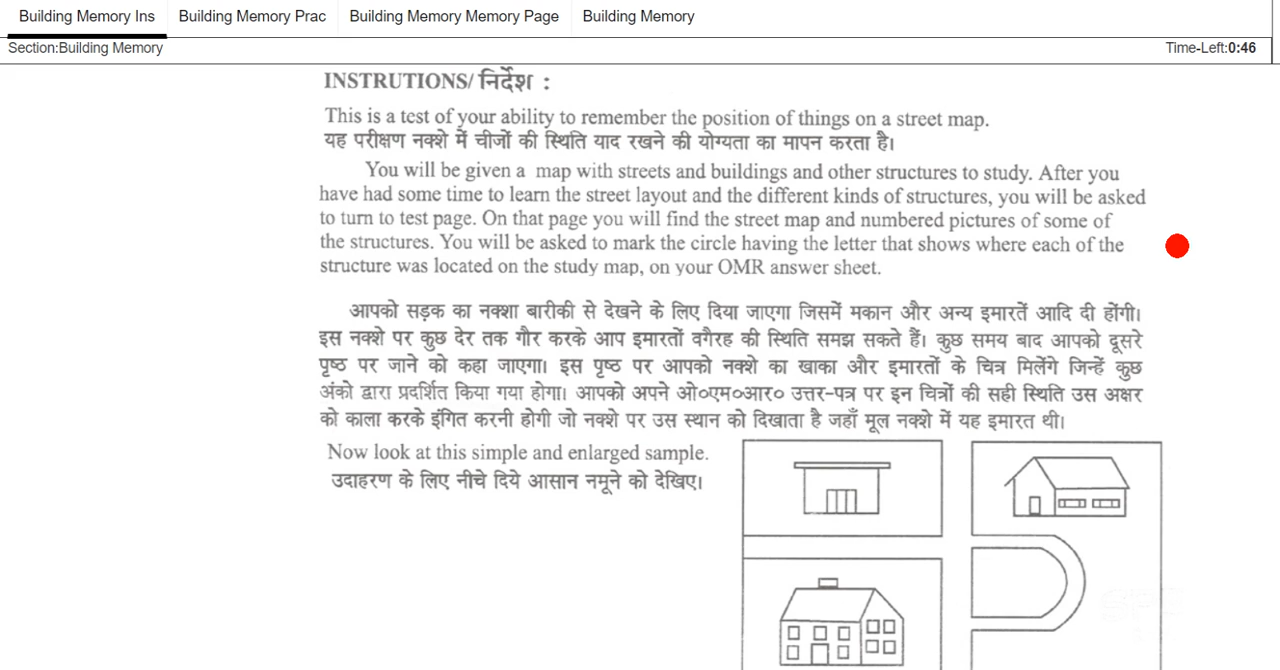 Building Memory Ins Building Memory Prac Building Memory Memory Page Building Memory
Section:Building Memory Time-Left:0:46
INSTRUTIONS/ निर्देश :
This is a test of your ability to remember the position of things on a street map.
यह परीक्षण नक्शे में चीजों की स्थिति याद रखने की योग्यता का मापन करता है।
You will be given a map with streets and buildings and other structures to study. After you
have had some time to learn the street layout and the different kinds of structures, you will be asked
to turn to test page. On that page you will find the street map and numbered pictures of some of
the structures. You will be asked to mark the circle having the letter that shows where each of the
structure was located on the study map, on your OMR answer sheet.
आपको सड़क का नक्शा बारीकी से देखने के लिए दिया जाएगा जिसमें मकान और अन्य इमारतें आदि दी होंगी।
इस नक्शे पर कुछ देर तक गौर करके आप इमारतों वगैरह की स्थिति समझ सकते हैं। कुछ समय बाद आपको दूसरे
पृष्ठ पर जाने को कहा जाएगा। इस पृष्ठ पर आपको नक्शे का खाका और इमारतों के चित्र मिलेंगे जिन्हें कुछ
अंको द्वारा प्रदर्शित किया गया होगा। आपको अपने ओ०एम०आर० उत्तर-पत्र पर इन चित्रों की सही स्थिति उस अक्षर
को काला करके इंगित करनी होगी जो नक्शे पर उस स्थान को दिखाता है जहाँ मूल नक्शे में यह इमारत थी।
Now look at this simple and enlarged sample.
उदाहरण के लिए नीचे दिये आसान नमूने को देखिए।